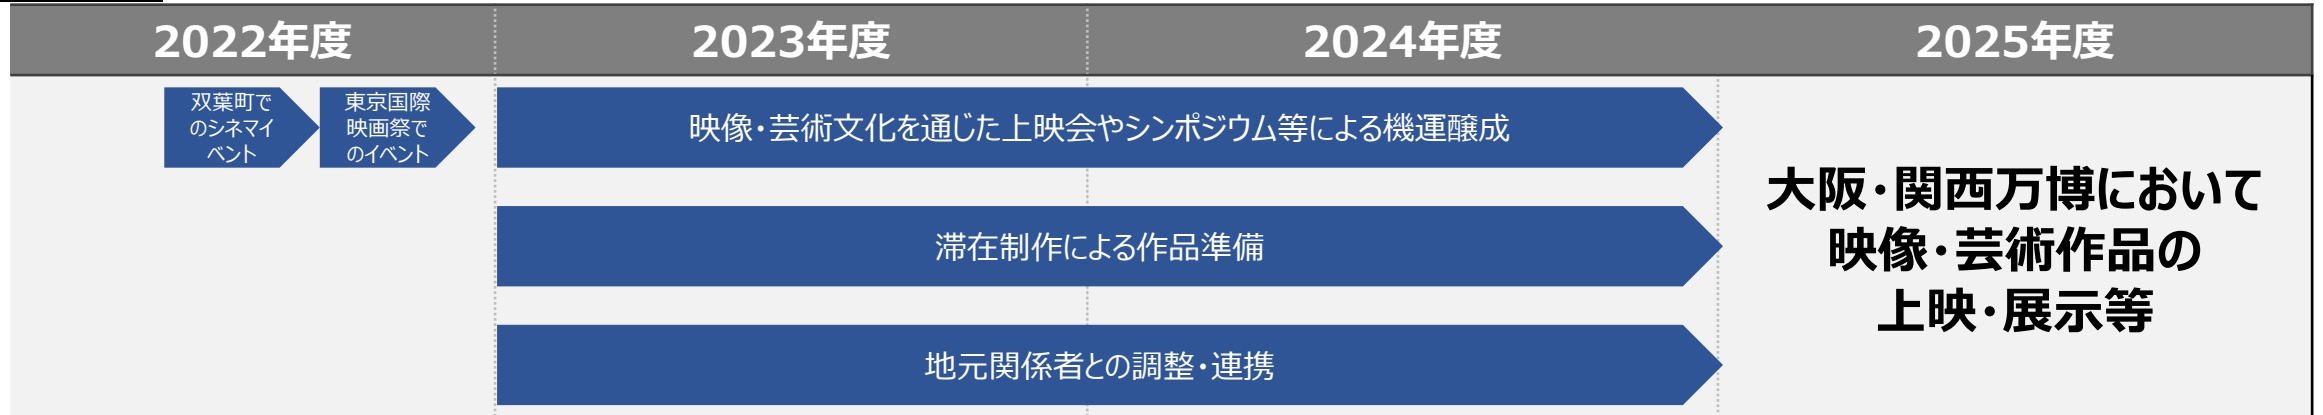 2022年度
2023年度
2024年度
2025年度
双葉町で
のシネマイ
ベント
東京国際
映画祭で
のイベント
映像・芸術文化を通じた上映会やシンポジウム等による機運醸成
滞在制作による作品準備
地元関係者との調整・連携
大阪・関西万博において
映像・芸術作品の
上映・展示等